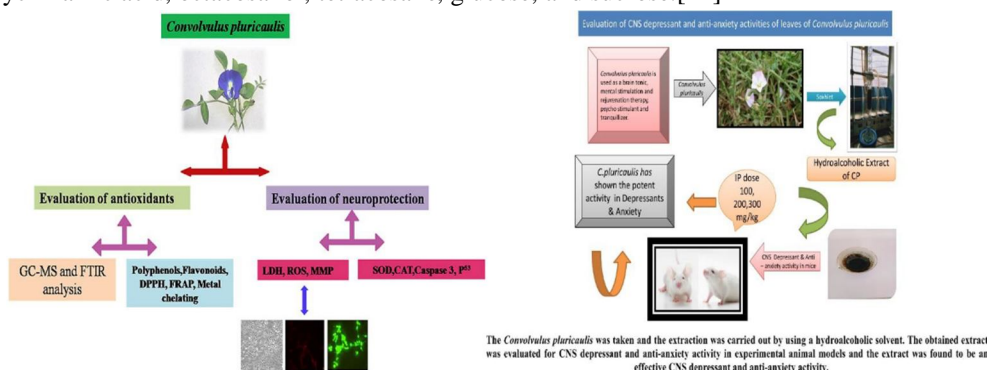 Convolvulus pluricaulis
Evaluation of antioxidants
Evaluation of neuroprotection
GC-MS and FTIR
analysis
Polyphenols,Flavonoids,
DPPH, FRAP, Metal
chelating
LDH, ROS, MMP
SOD,CAT,Caspase 3, P⁵³
Evaluation of CNS depressant and anti-anxiety activities of leaves of Convolvulus pluricaulis
Convolvulus pluricaulis is
used as a brain tonic,
mental stimulation and
rejuvenation therapy,
psycho stimulant and
tranquillizer.
Convolvulus
pluricaulis
Soxhlet
Hydroalcoholic Extract
of CP
C.pluricaulis has
shown the potent
activity in Depressants
& Anxiety
IP dose
100,
200,300
mg/kg
CNS Depressant & Anti
– anxiety activity in mice
The Convolvulus pluricaulis was taken and the extraction was carried out by using a hydroalcoholic solvent. The obtained extract
was evaluated for CNS depressant and anti-anxiety activity in experimental animal models and the extract was found to be an
effective CNS depressant and anti-anxiety activity.